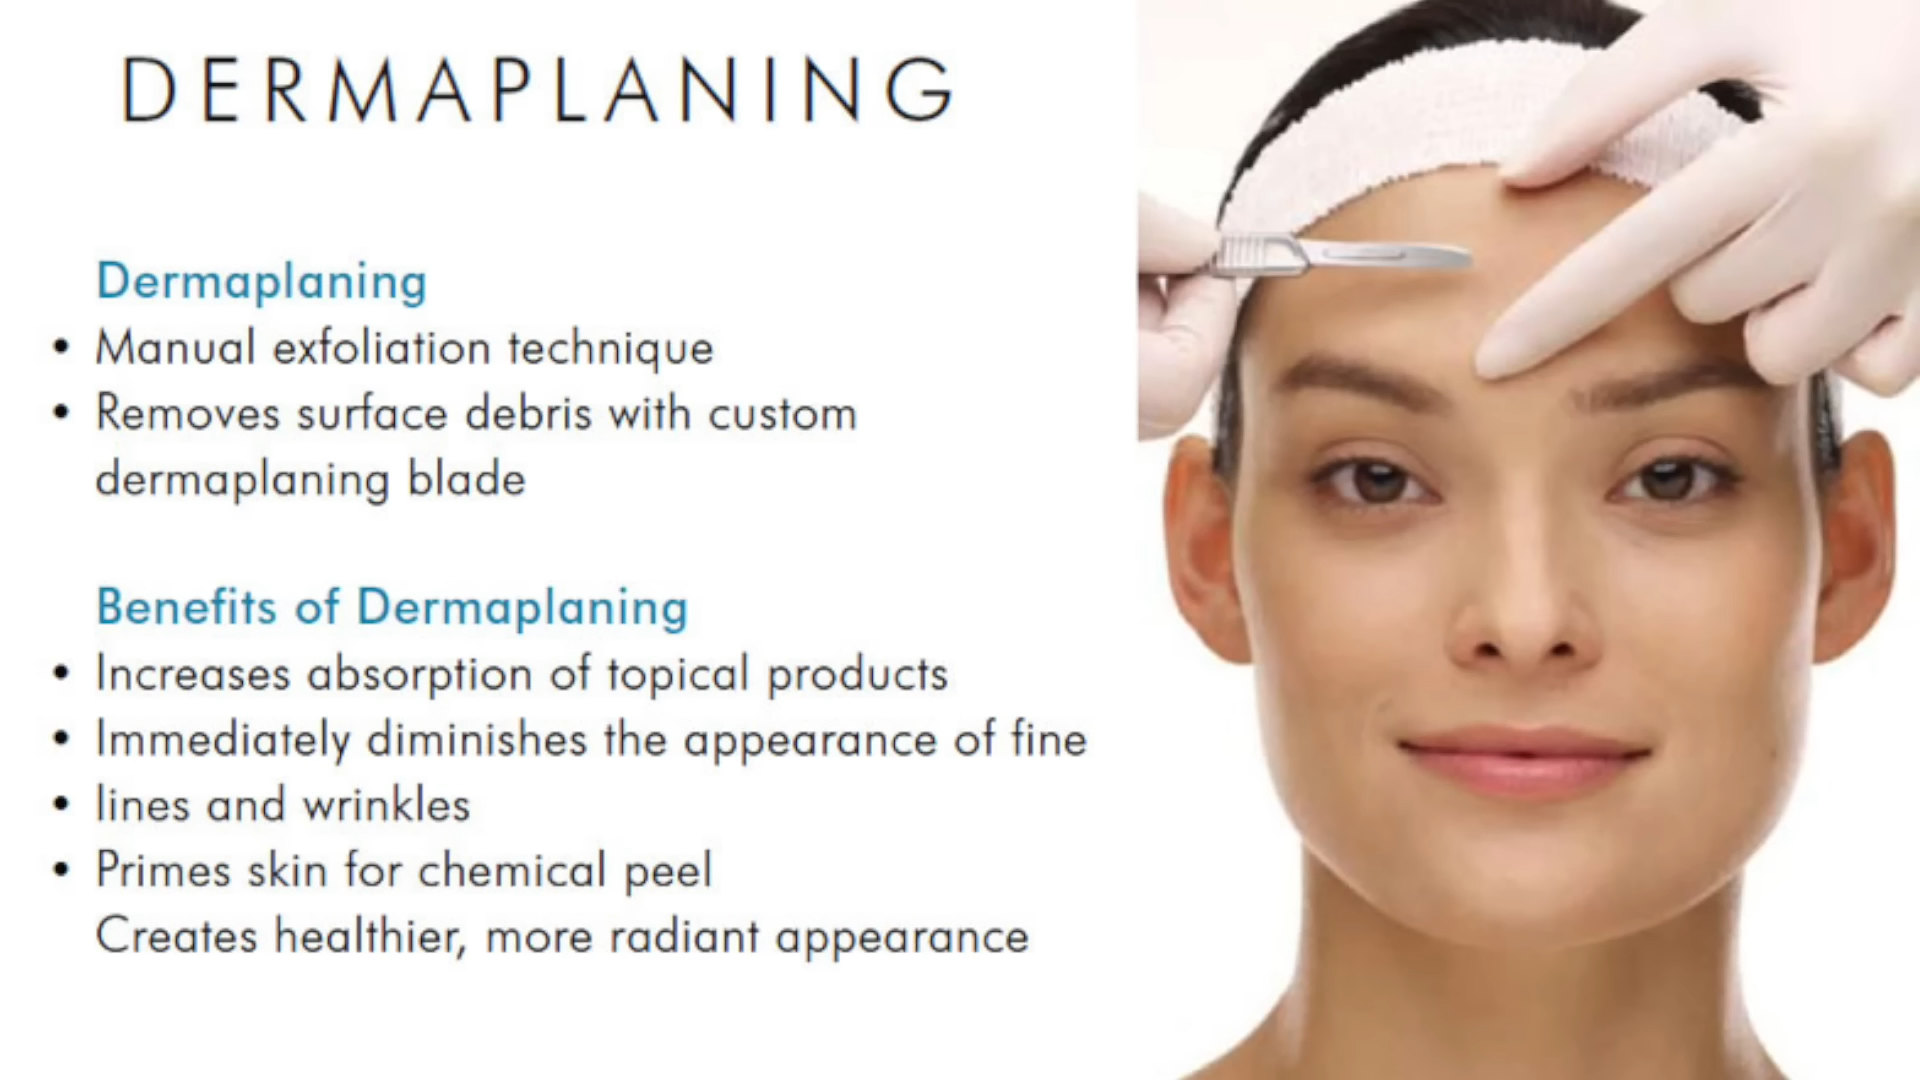 DERMAPLANING
Dermaplaning
• Manual exfoliation technique
• Removes surface debris with custom
dermaplaning blade
Benefits of Dermaplaning
• Increases absorption of topical products
• Immediately diminishes the appearance of fine
• lines and wrinkles
• Primes skin for chemical peel
Creates healthier, more radiant appearance